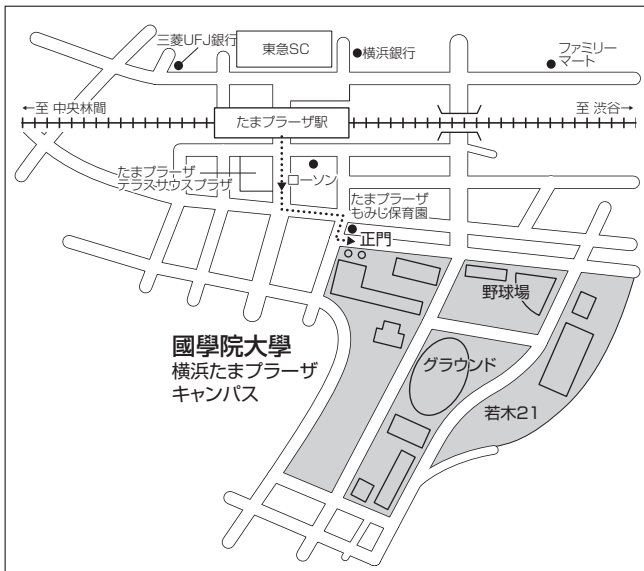 三菱UFJ銀行
東急SC
横浜銀行
ファミリー
マート
←至 中央林間
たまプラーザ駅
至 渋谷→
たまプラーザ
テラスサウスプラザ
ローソン
たまプラーザ
もみじ保育園
正門
野球場
國學院大學
横浜たまプラーザ
キャンパス
グラウンド
若木21